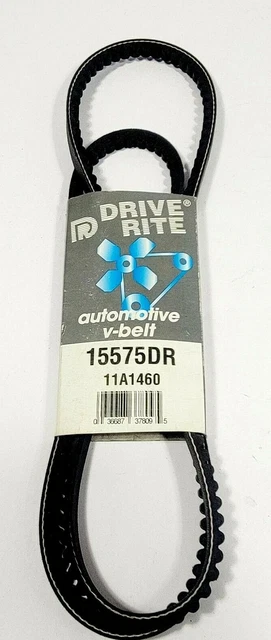 DRIVE®
RITE
automotive
v-belt
15575DR
11A1460
0 36687 37809 5